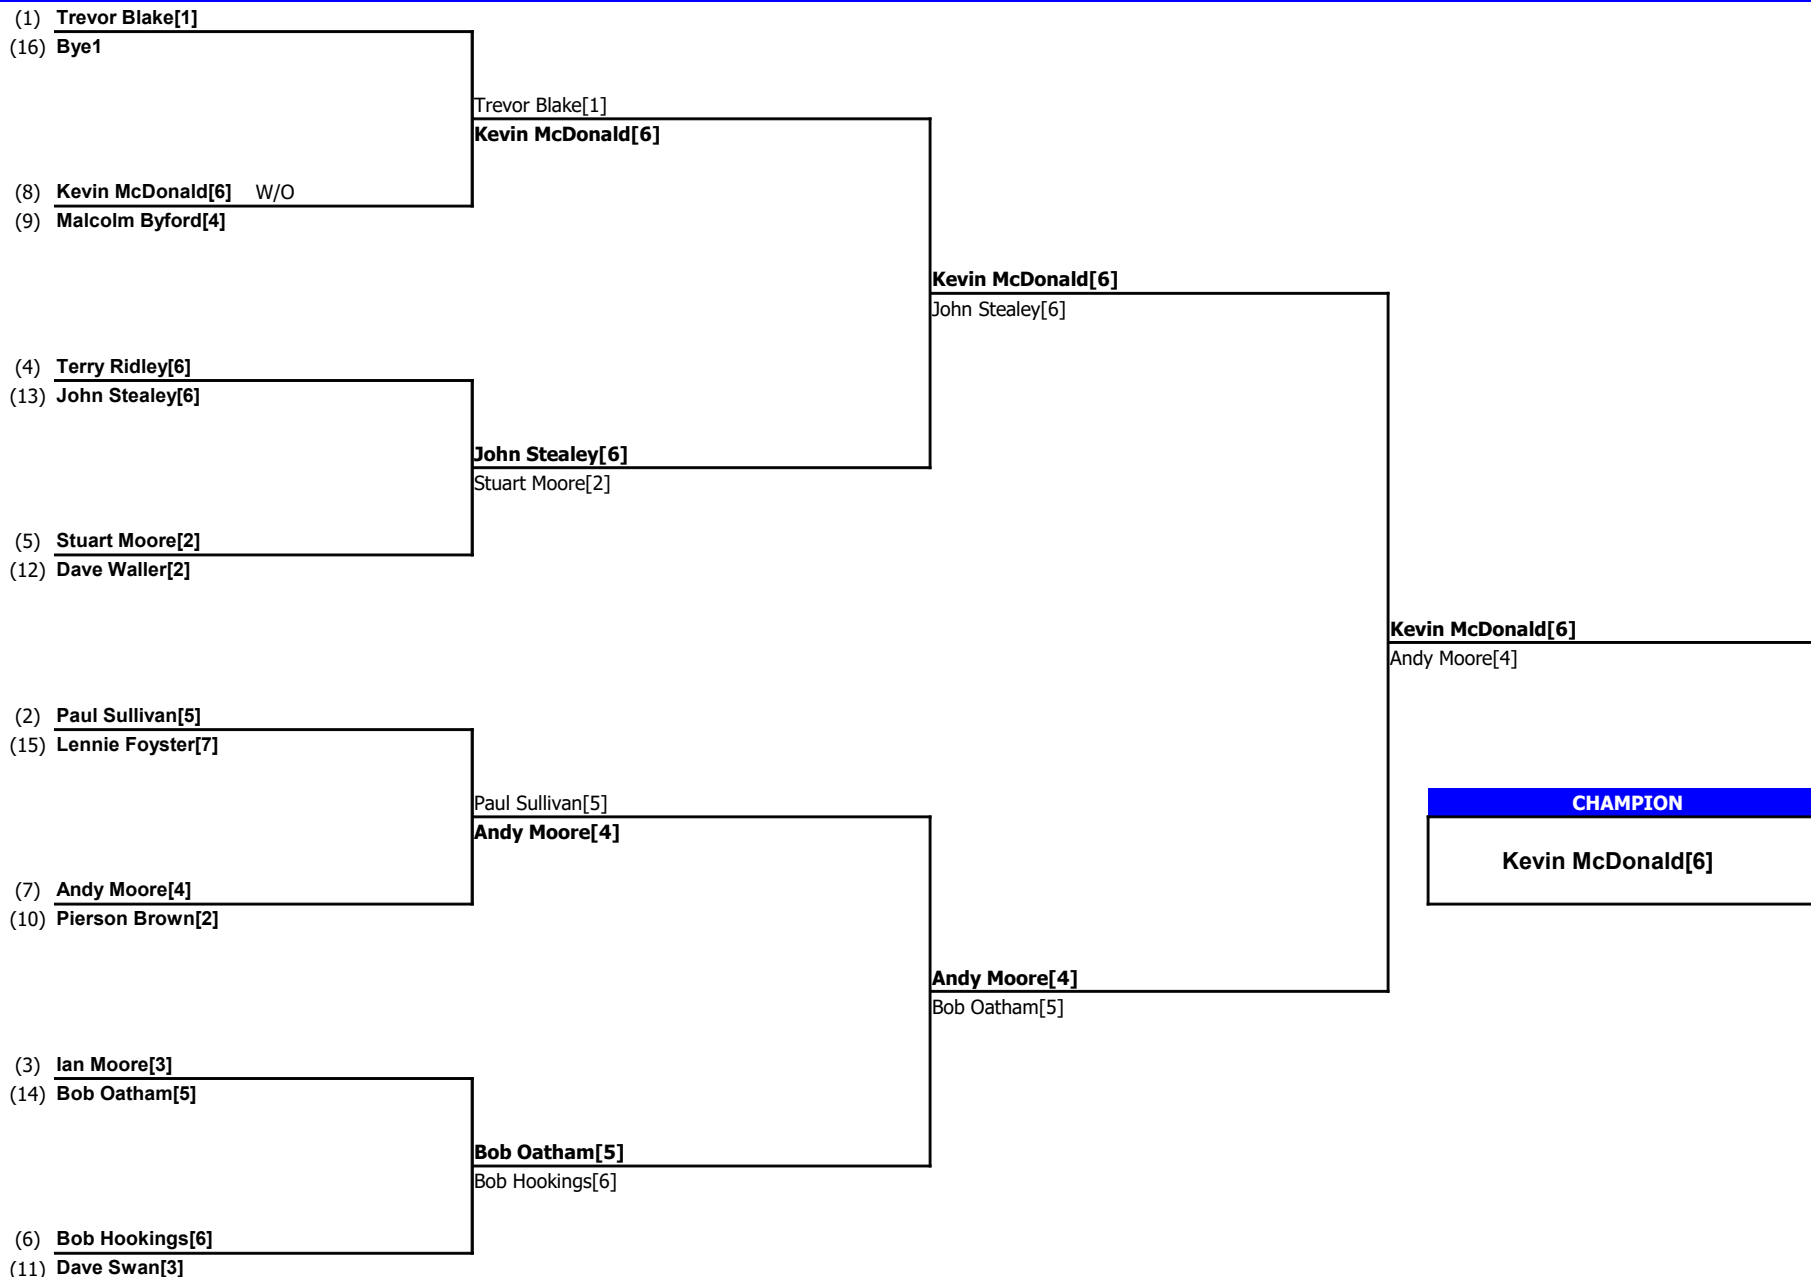 (1) Trevor Blake[1]
(16) Bye1
Trevor Blake[1]
Kevin McDonald[6]
(8) Kevin McDonald[6] W/O
(9) Malcolm Byford[4]
Kevin McDonald[6]
John Stealey[6]
(4) Terry Ridley[6]
(13) John Stealey[6]
John Stealey[6]
Stuart Moore[2]
(5) Stuart Moore[2]
(12) Dave Waller[2]
Kevin McDonald[6]
Andy Moore[4]
(2) Paul Sullivan[5]
(15) Lennie Foyster[7]
Paul Sullivan[5]
Andy Moore[4]
CHAMPION
Kevin McDonald[6]
(7) Andy Moore[4]
(10) Pierson Brown[2]
Andy Moore[4]
Bob Oatham[5]
(3) Ian Moore[3]
(14) Bob Oatham[5]
Bob Oatham[5]
Bob Hookings[6]
(6) Bob Hookings[6]
(11) Dave Swan[3]